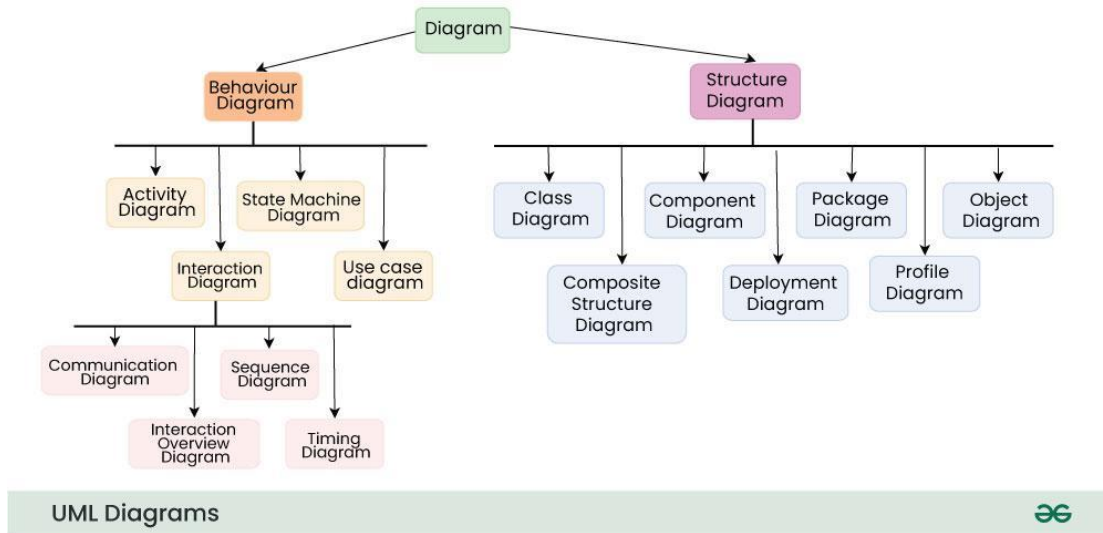 Diagram
Behaviour
Diagram
Structure
Diagram
Activity
Diagram
State Machine
Diagram
Interaction
Diagram
Use case
diagram
Class
Diagram
Component
Diagram
Package
Diagram
Object
Diagram
Composite
Structure
Diagram
Deployment
Diagram
Profile
Diagram
Communication
Diagram
Sequence
Diagram
Interaction
Overview
Diagram
Timing
Diagram
UML Diagrams